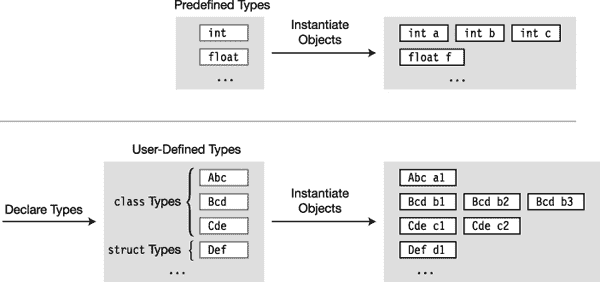 Predefined Types
int
float
...
Instantiate
Objects
int a int b int c
float f
...
User-Defined Types
Declare Types
class Types
Abc
Bcd
Cde
struct Types
Def
...
Instantiate
Objects
Abc a1
Bcd b1 Bcd b2 Bcd b3
Cde c1 Cde c2
Def d1
...